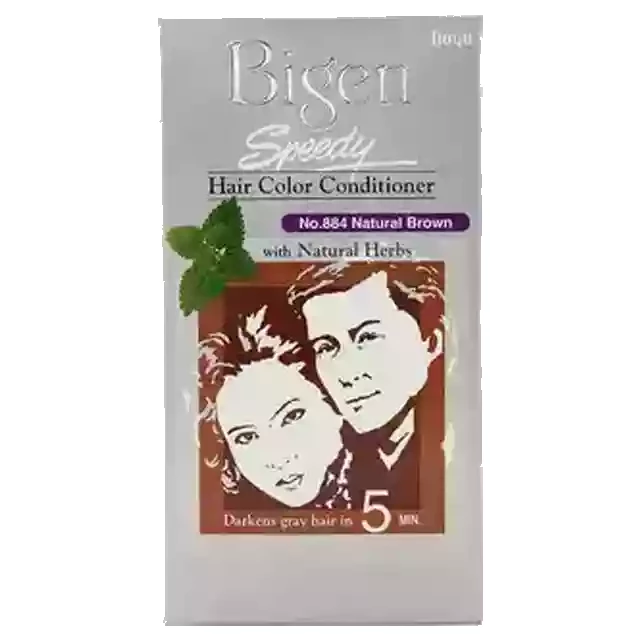 Bigen
Speedy
Hair Color Conditioner
No.884 Natural Brown
with Natural Herbs
Darkens gray hair in 5 MIN.